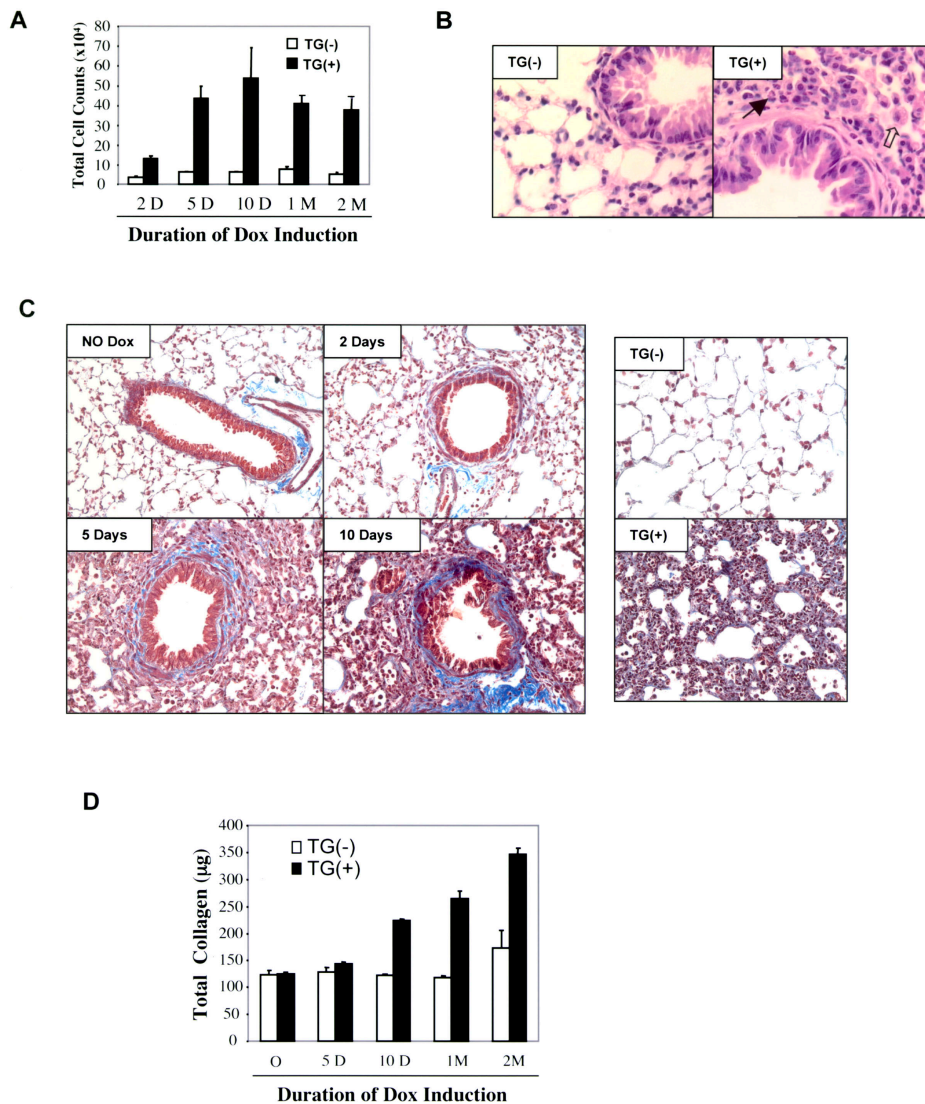 A
Total Cell Counts (x10⁴)
80
70
60
50
40
30
20
10
0
TG(-)
TG(+)
2 D 5 D 10 D 1 M 2 M
Duration of Dox Induction
B
TG(-)
TG(+)
C
NO Dox
2 Days
5 Days
10 Days
TG(-)
TG(+)
D
Total Collagen (µg)
400
350
300
250
200
150
100
50
0
TG(-)
TG(+)
O 5 D 10 D 1M 2M
Duration of Dox Induction